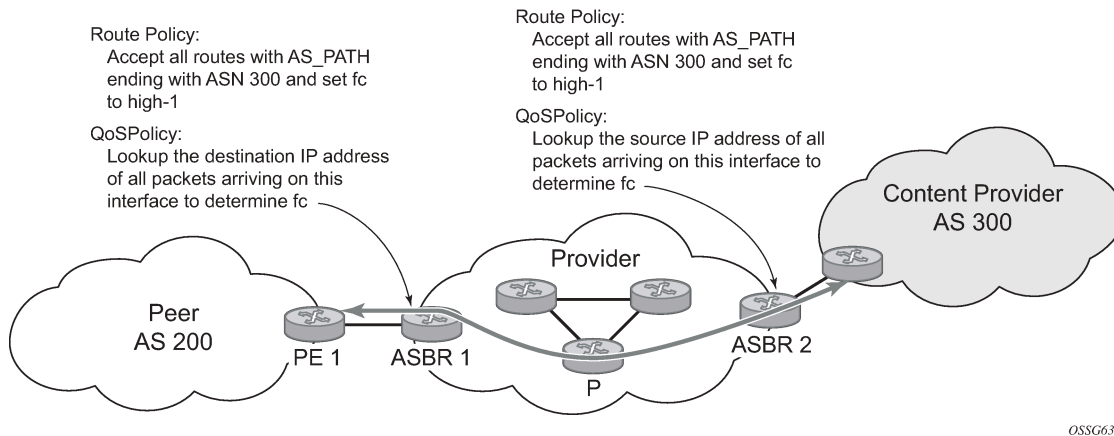 Route Policy:
Accept all routes with AS_PATH
ending with ASN 300 and set fc
to high-1
QoSPolicy:
Lookup the destination IP address
of all packets arriving on this
interface to determine fc
Route Policy:
Accept all routes with AS_PATH
ending with ASN 300 and set fc
to high-1
QoSPolicy:
Lookup the source IP address of all
packets arriving on this interface to
determine fc
Content Provider
AS 300
Provider
Peer
AS 200
PE 1
ASBR 1
P
ASBR 2
OSSG63